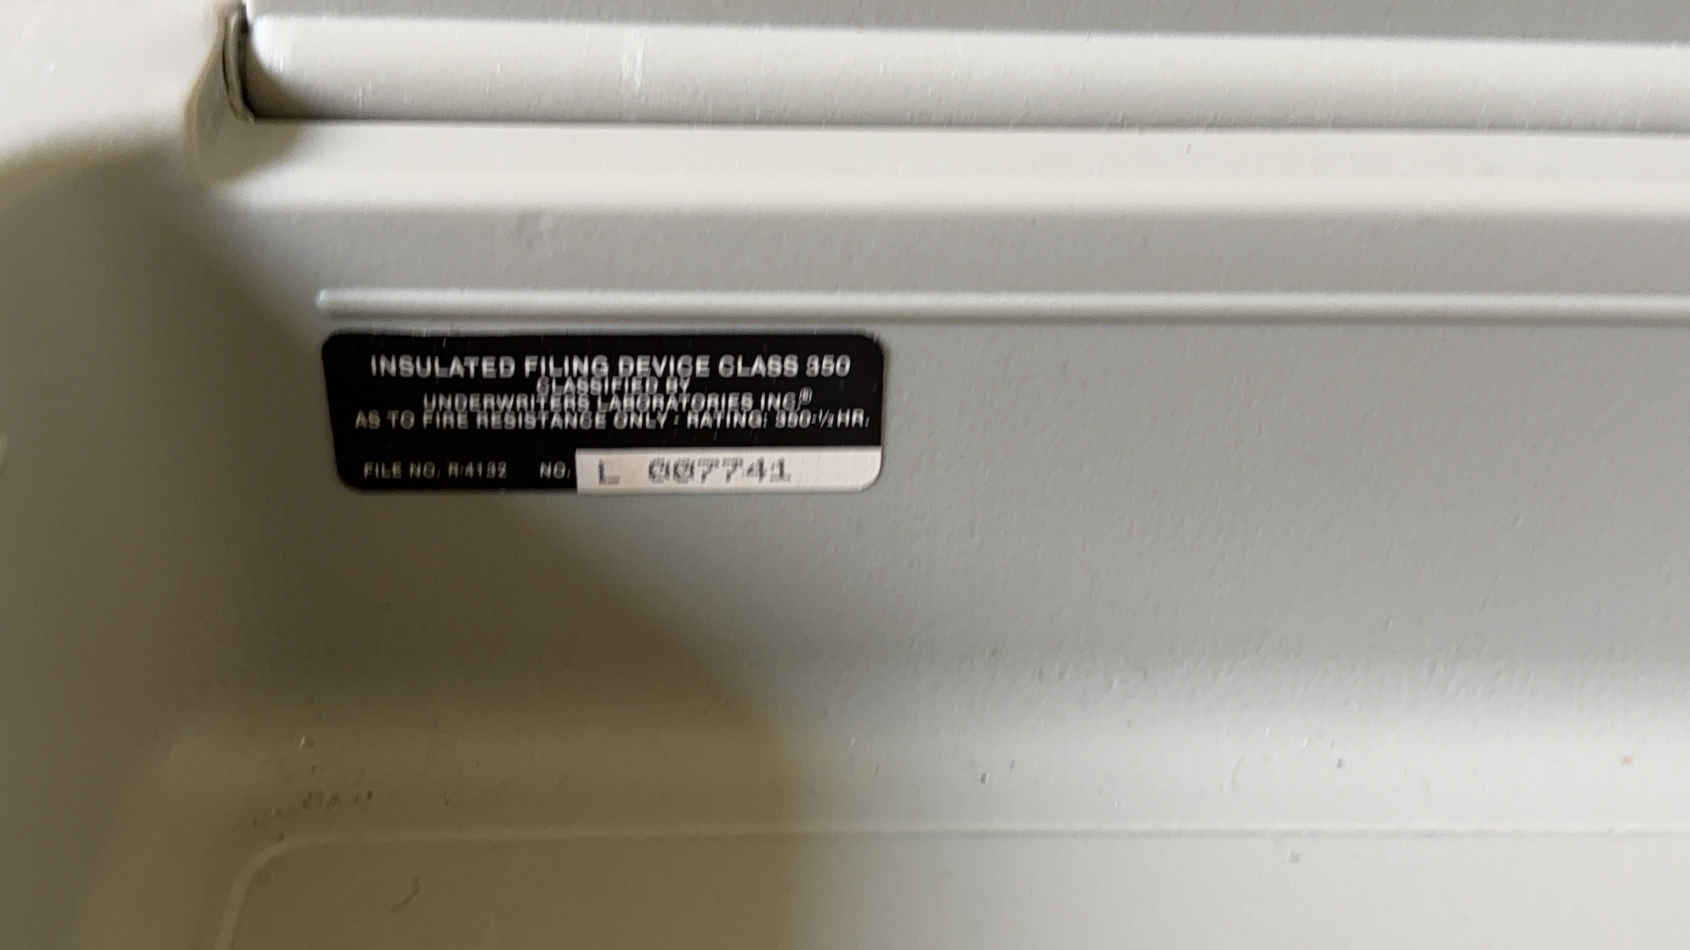 INSULATED FILING DEVICE CLASS 350
CLASSIFIED BY
UNDERWRITERS LABORATORIES INC.®
AS TO FIRE RESISTANCE ONLY - RATING: 350-½ HR.
FILE NO. R-4132 NO. L 007741